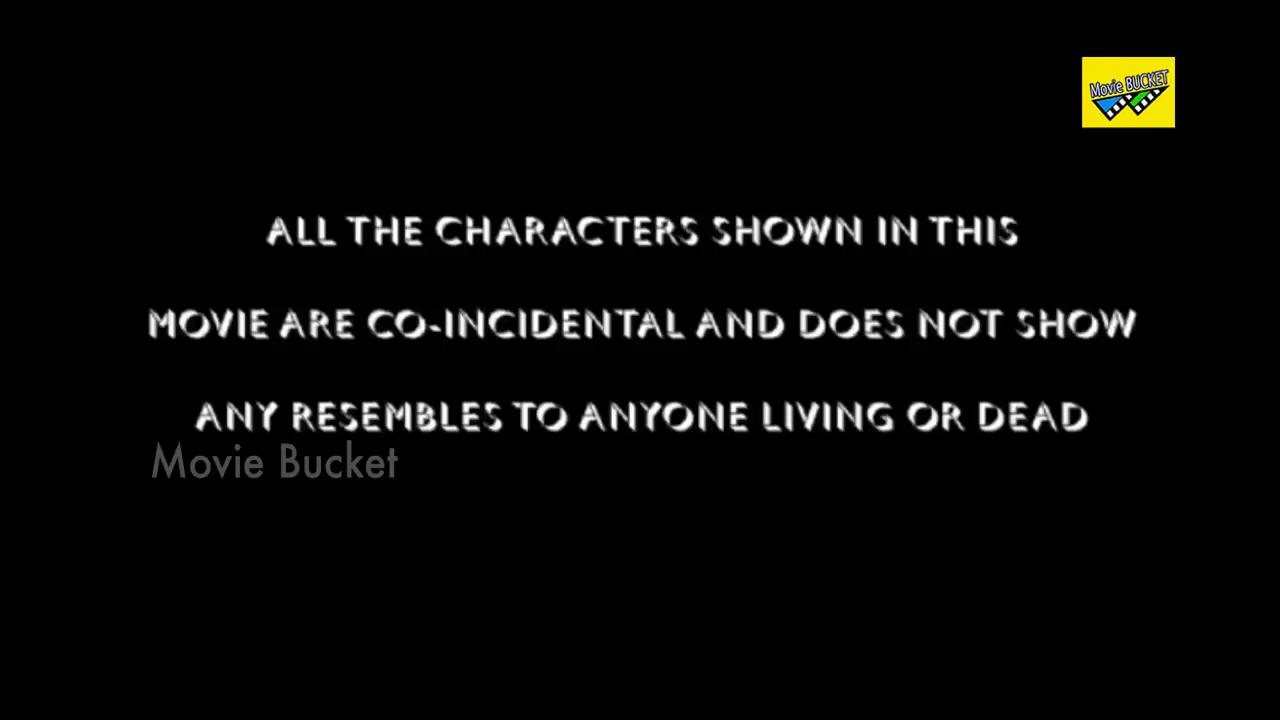 Movie BUCKET
ALL THE CHARACTERS SHOWN IN THIS
MOVIE ARE CO-INCIDENTAL AND DOES NOT SHOW
ANY RESEMBLES TO ANYONE LIVING OR DEAD
Movie Bucket